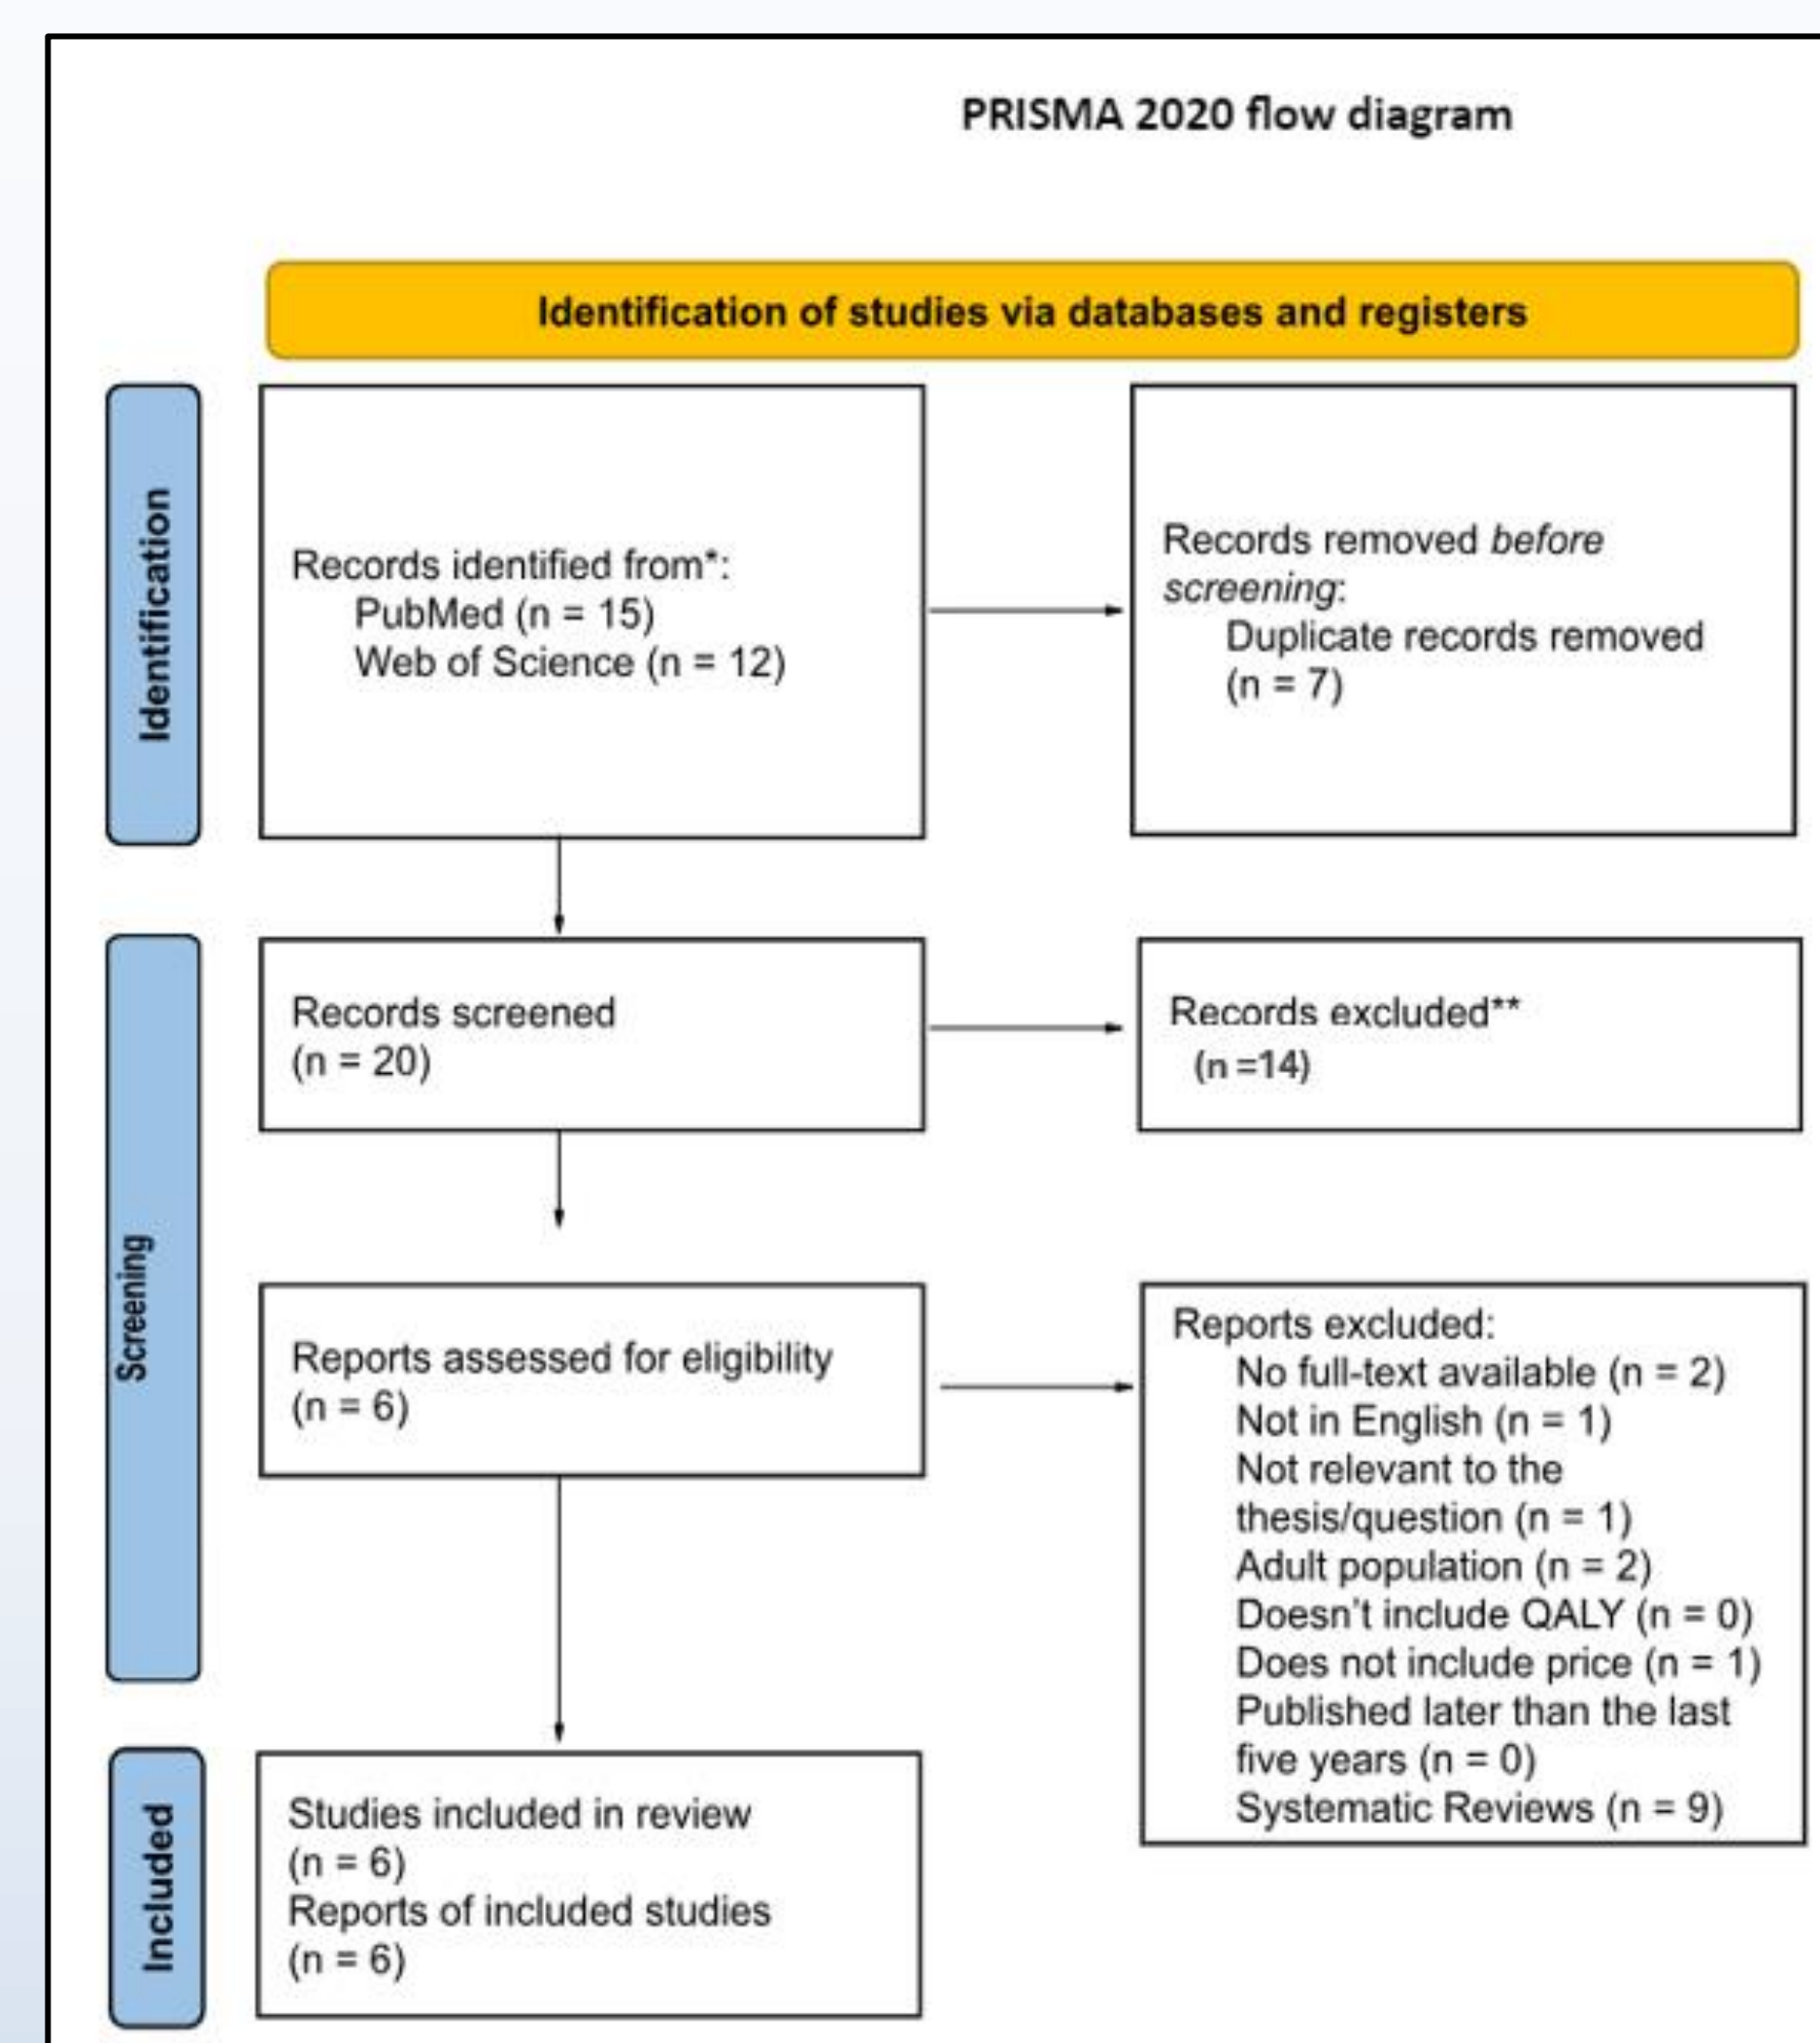 PRISMA 2020 flow diagram
Identification of studies via databases and registers
Identification
Records identified from*:
PubMed (n = 15)
Web of Science (n = 12)
Records removed before
screening:
Duplicate records removed
(n = 7)
Screening
Records screened
(n = 20)
Records excluded**
(n =14)
Reports assessed for eligibility
(n = 6)
Reports excluded:
No full-text available (n = 2)
Not in English (n = 1)
Not relevant to the
thesis/question (n = 1)
Adult population (n = 2)
Doesn't include QALY (n = 0)
Does not include price (n = 1)
Published later than the last
five years (n = 0)
Systematic Reviews (n = 9)
Included
Studies included in review
(n = 6)
Reports of included studies
(n = 6)